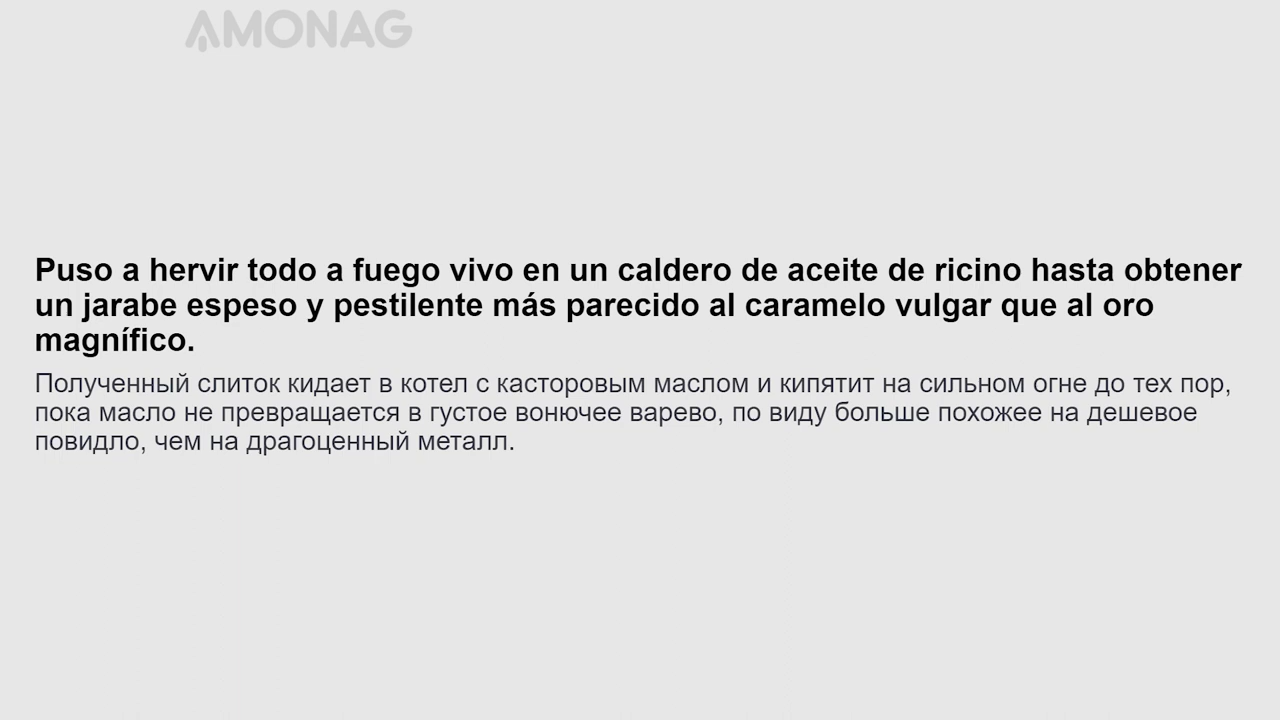 AMONAG
Puso a hervir todo a fuego vivo en un caldero de aceite de ricino hasta obtener
un jarabe espeso y pestilente más parecido al caramelo vulgar que al oro
magnífico.
Полученный слиток кидает в котел с касторовым маслом и кипятит на сильном огне до тех пор,
пока масло не превращается в густое вонючее варево, по виду больше похожее на дешевое
повидло, чем на драгоценный металл.